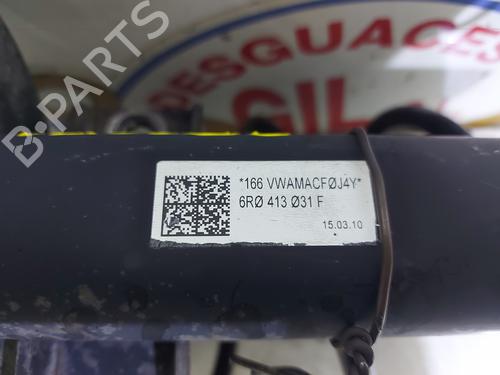 DESGUACES
GIL
B-PARTS
*166 VWAMACFØJ4Y*
6RØ 413 Ø31 F
15.03.10